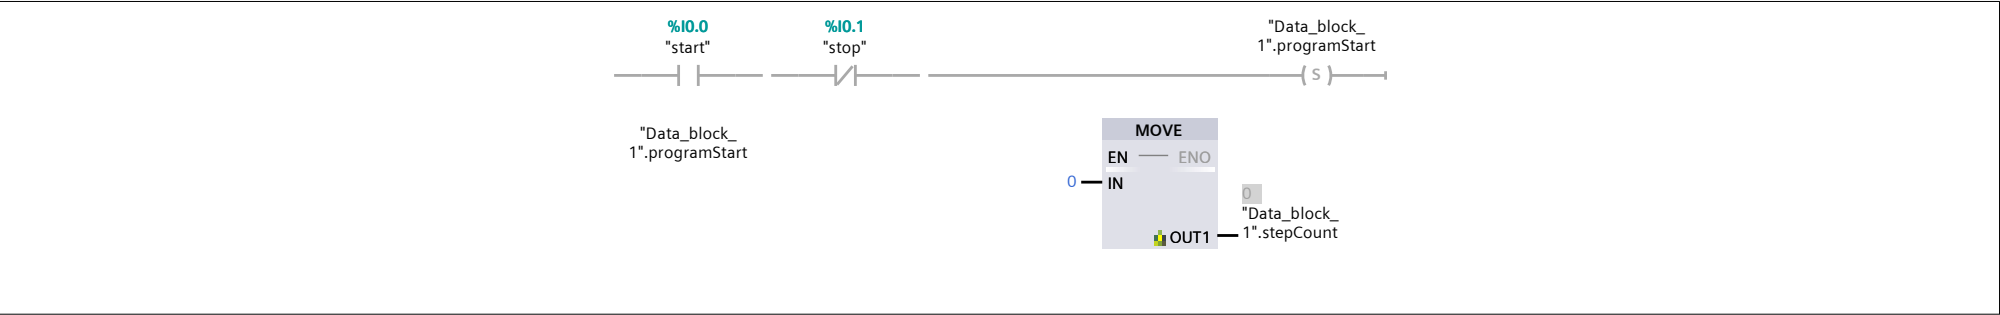 %I0.0
"start"
%I0.1
"stop"
"Data_block_
1".programStart
( S )
"Data_block_
1".programStart
MOVE
EN
ENO
0
IN
0
"Data_block_
1".stepCount
OUT1